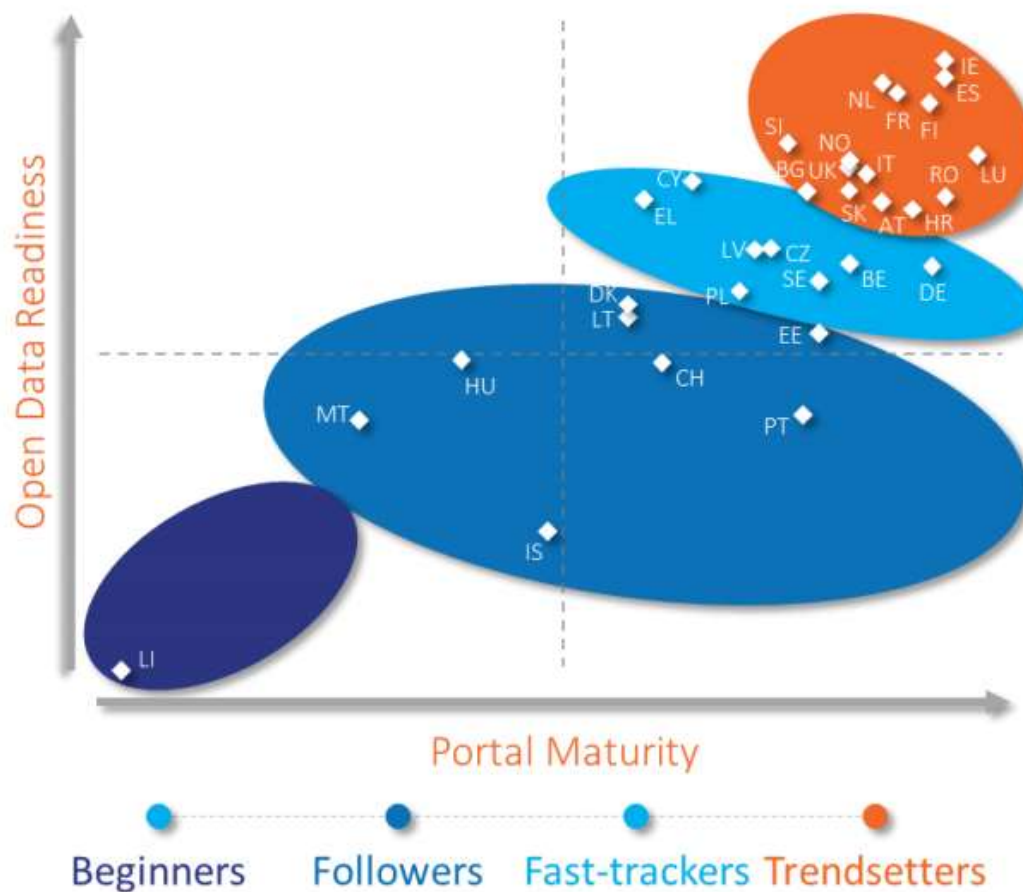 Open Data Readiness
IE
ES
NL
FR
FI
SI
NO
IT
LU
BG
UK
RO
CY
SK
AT
HR
EL
LV
CZ
SE
BE
DE
PL
DK
LT
EE
HU
CH
MT
PT
IS
LI
Portal Maturity
Beginners Followers Fast-trackers Trendsetters